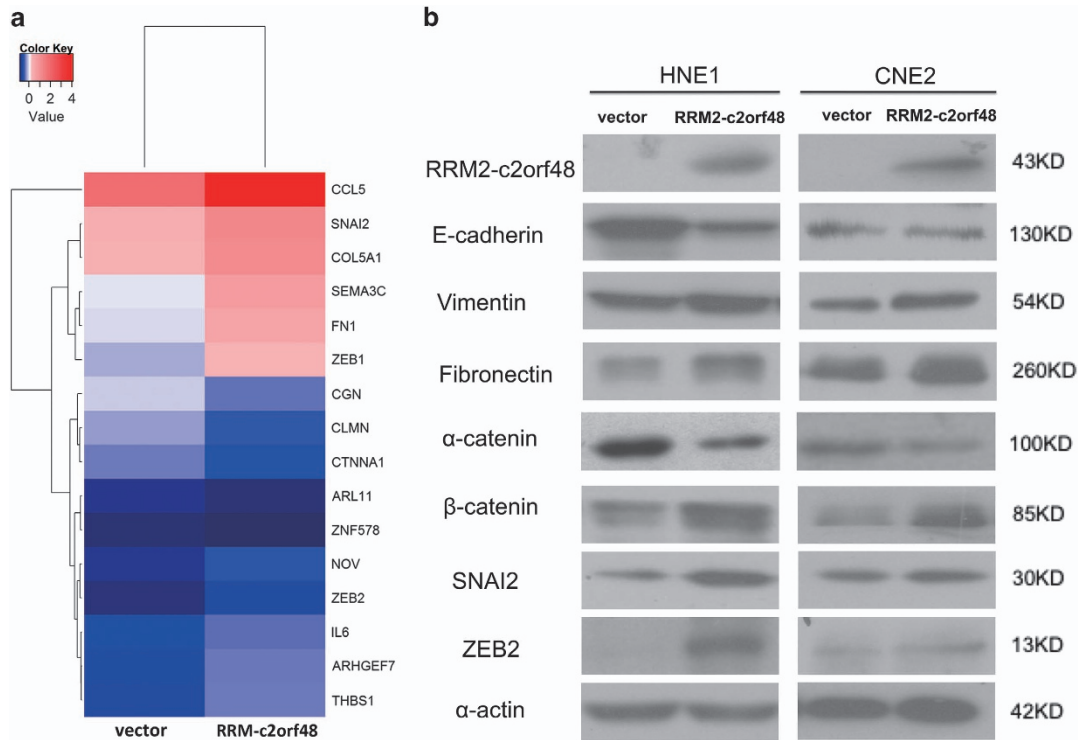 a
Color Key
0 2 4
Value
CCL5
SNAI2
COL5A1
SEMA3C
FN1
ZEB1
CGN
CLMN
CTNNA1
ARL11
ZNF578
NOV
ZEB2
IL6
ARHGEF7
THBS1
vector RRM-c2orf48
b
HNE1 CNE2
vector RRM2-c2orf48 vector RRM2-c2orf48
RRM2-c2orf48 43KD
E-cadherin 130KD
Vimentin 54KD
Fibronectin 260KD
α-catenin 100KD
β-catenin 85KD
SNAI2 30KD
ZEB2 13KD
α-actin 42KD